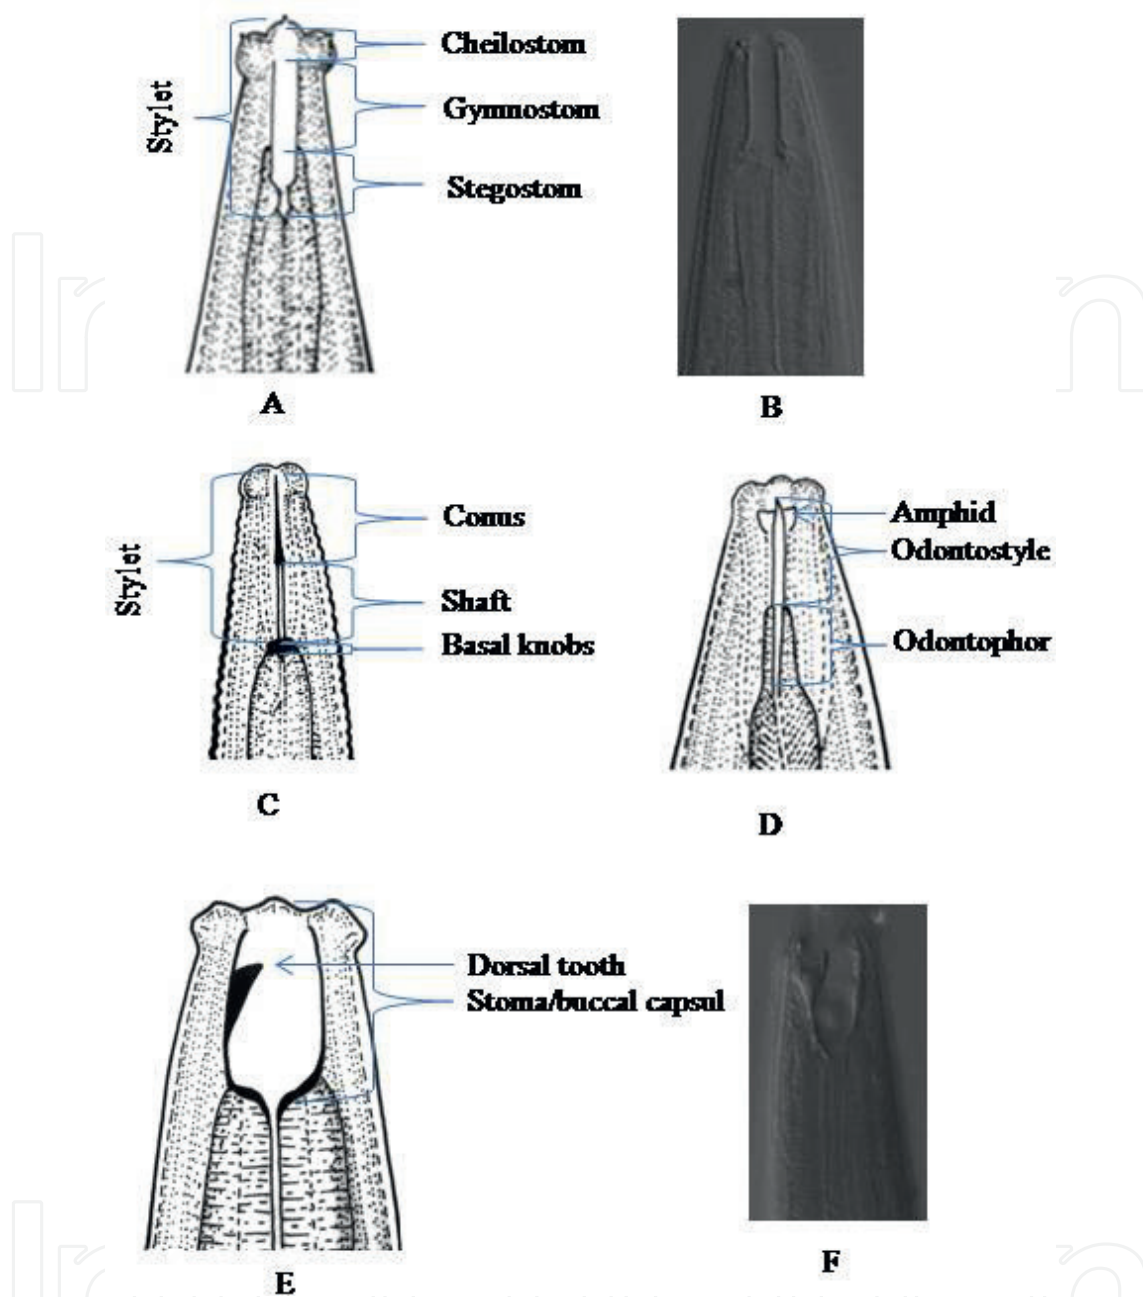 Cheilostom
Gymnostom
Stegostom
Stylet
A
B
Conus
Shaft
Basal knobs
Stylet
C
Amphid
Odontostyle
Odontophor
D
Dorsal tooth
Stoma/buccal capsul
E
F